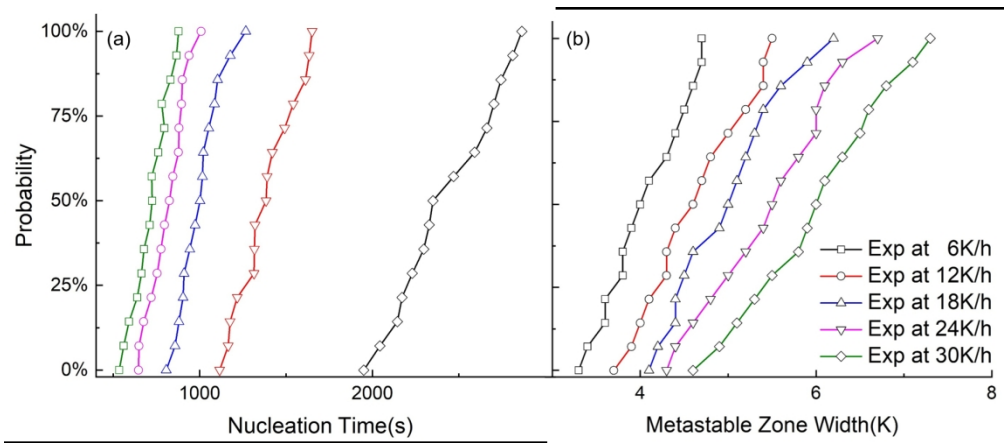 100%
75%
50%
25%
0%
Probability
(a)
1000
2000
Nucleation Time(s)
(b)
Exp at 6K/h
Exp at 12K/h
Exp at 18K/h
Exp at 24K/h
Exp at 30K/h
4
6
8
Metastable Zone Width(K)